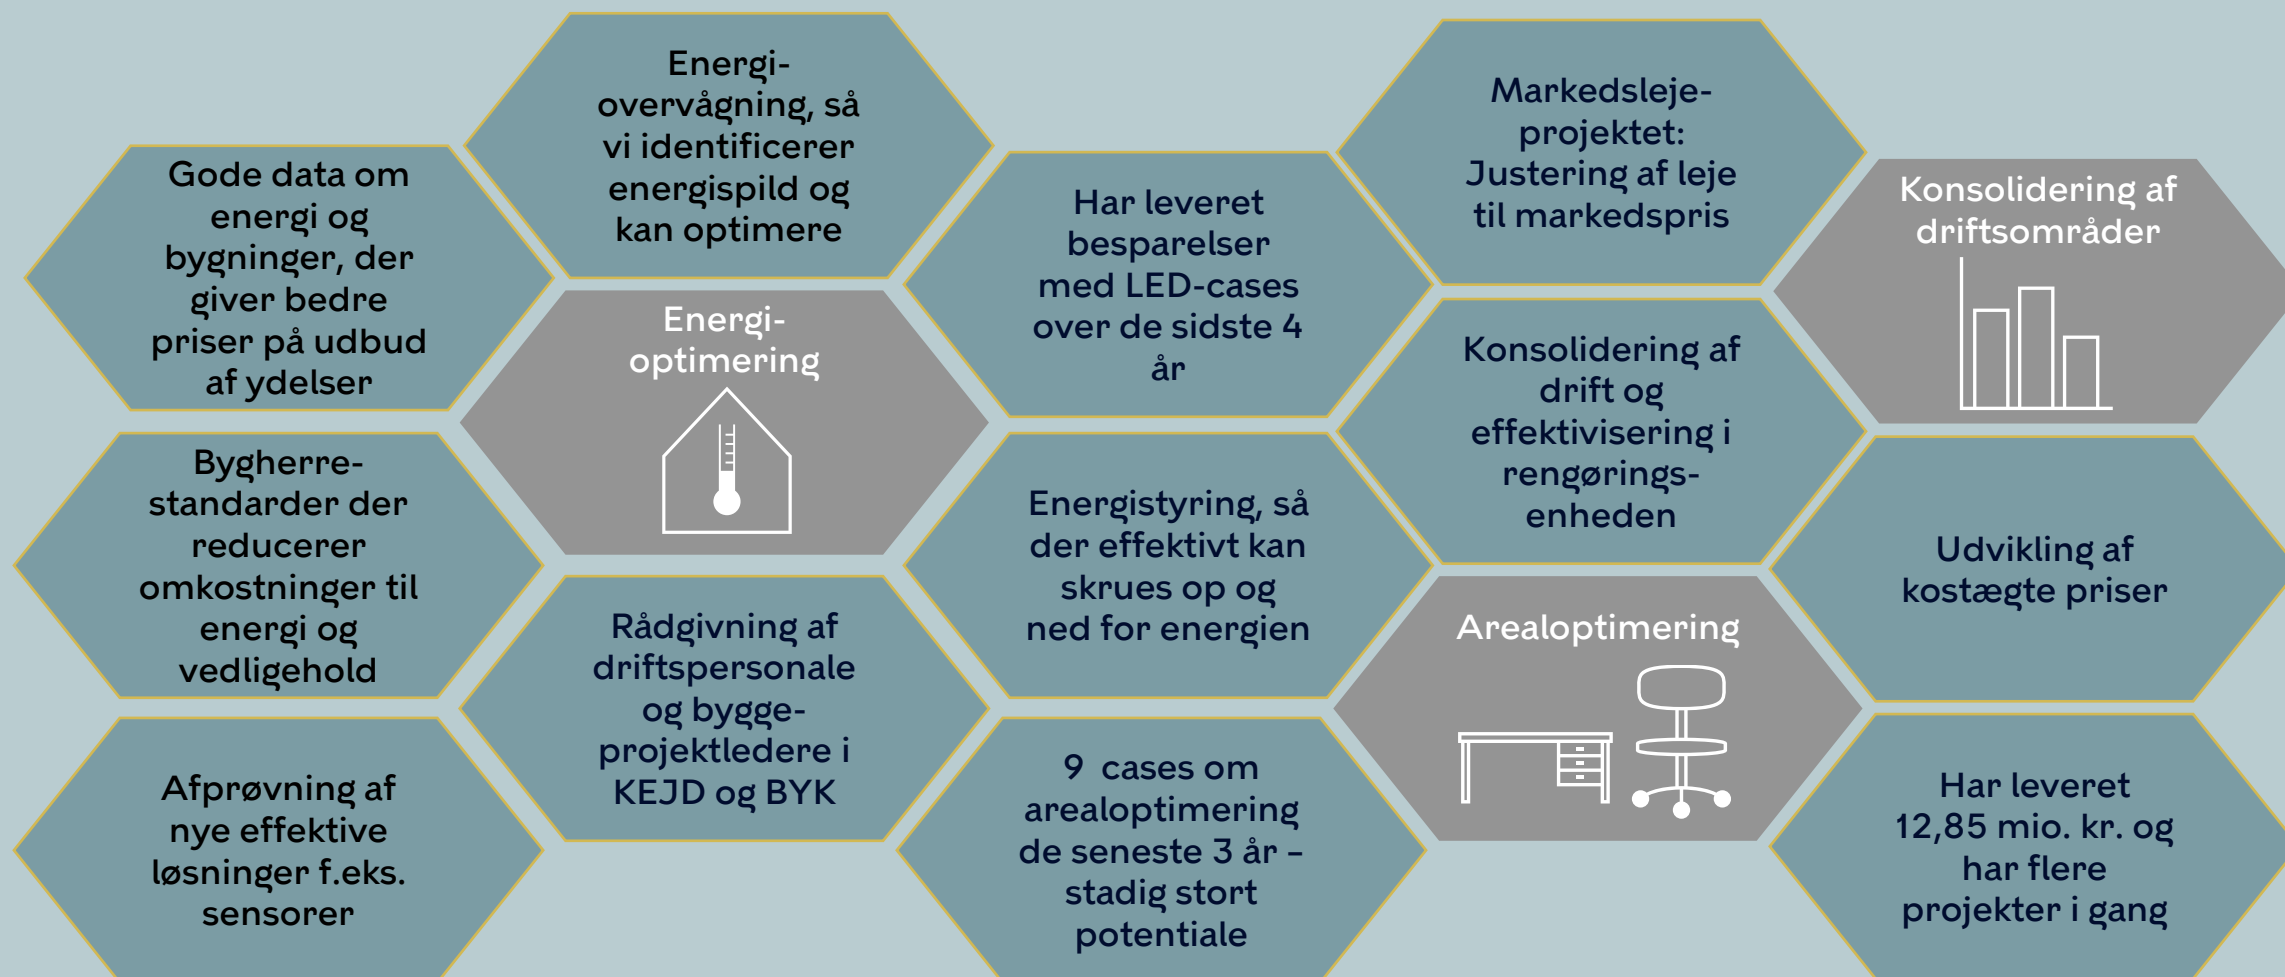 Gode data om
energi og
bygninger, der
giver bedre
priser på udbud
af ydelser
Bygherre-
standarder der
reducerer
omkostninger til
energi og
vedligehold
Afprøvning af
nye effektive
løsninger f.eks.
sensorer
Energi-
overvågning, så
vi identificerer
energispild og
kan optimere
Energi-
optimering
Rådgivning af
driftspersonale
og bygge-
projektledere i
KEJD og BYK
Har leveret
besparelser
med LED-cases
over de sidste 4
år
Energistyring, så
der effektivt kan
skrues op og
ned for energien
9  cases om
arealoptimering
de seneste 3 år –
stadig stort
potentiale
Markedsleje-
projektet:
Justering af leje
til markedspris
Konsolidering af
drift og
effektivisering i
rengørings-
enheden
Arealoptimering
Konsolidering af
driftsområder
Udvikling af
kostægte priser
Har leveret
12,85 mio. kr. og
har flere
projekter i gang